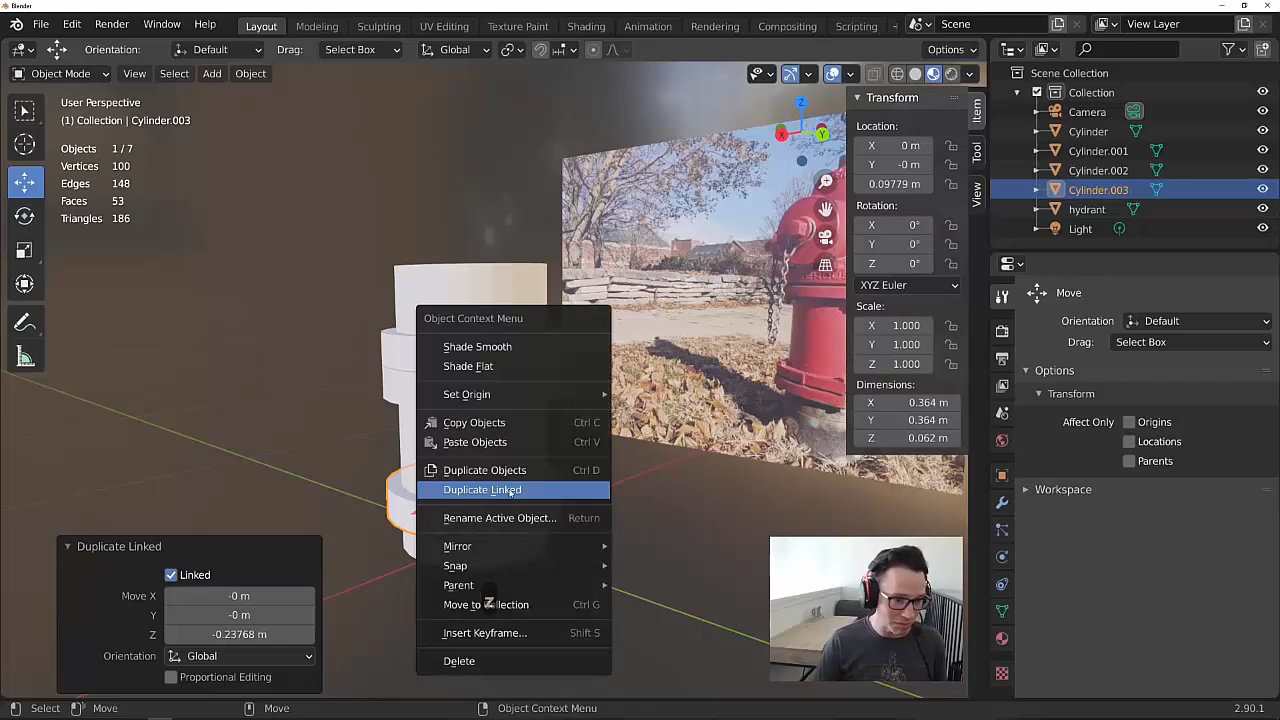 Blender
File Edit Render Window Help
Layout Modeling Sculpting UV Editing Texture Paint Shading Animation Rendering Compositing Scripting
Scene
View Layer
Orientation: Default Drag: Select Box Global Options
Object Mode View Select Add Object
User Perspective
(1) Collection | Cylinder.003
Objects 1/7
Vertices 100
Edges 148
Faces 53
Triangles 186
Z
X
Y
Transform
Location:
X 0 m
Y -0 m
0.09779 m
Rotation:
X 0°
Y 0°
Z 0°
XYZ Euler
Scale:
X 1.000
Y 1.000
Z 1.000
Dimensions:
X 0.364 m
Y 0.364 m
Z 0.062 m
Item
Tool
View
Scene Collection
Collection
Camera
Cylinder
Cylinder.001
Cylinder.002
Cylinder.003
hydrant
Light
Move
Orientation Default
Drag: Select Box
Options
Transform
Affect Only Origins
Locations
Parents
Workspace
Object Context Menu
Shade Smooth
Shade Flat
Set Origin
Copy Objects Ctrl C
Paste Objects Ctrl V
Duplicate Objects Ctrl D
Duplicate Linked
Rename Active Object... Return
Mirror
Snap
Parent
Z
Ctrl G
Insert Keyframe... Shift S
Delete
Duplicate Linked
Linked
Move X -0 m
Y -0 m
Z -0.23768 m
Orientation Global
Proportional Editing
Select Move Move Object Context Menu 2.90.1